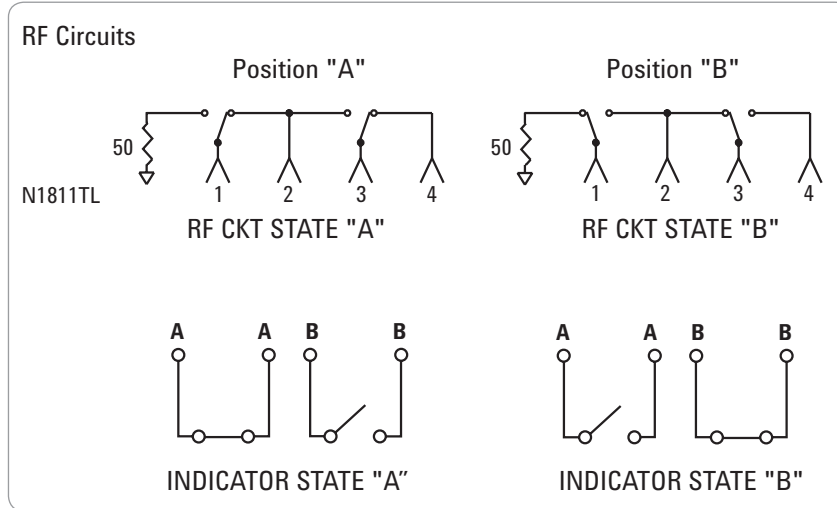 RF Circuits
Position "A" Position "B"
50 50
N1811TL 1 2 3 4 1 2 3 4
RF CKT STATE "A" RF CKT STATE "B"
A A B B A A B B
INDICATOR STATE "A″ INDICATOR STATE "B"